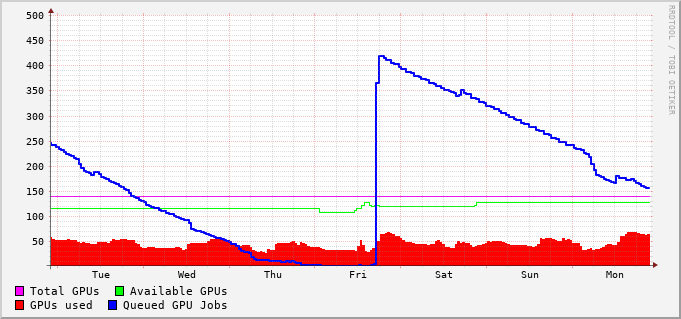 500
450
400
350
300
250
200
150
100
50
Tue Wed Thu Fri Sat Sun Mon
Total GPUs Available GPUs
GPUs used Queued GPU Jobs
RRDTOOL / TOBI OETIKER